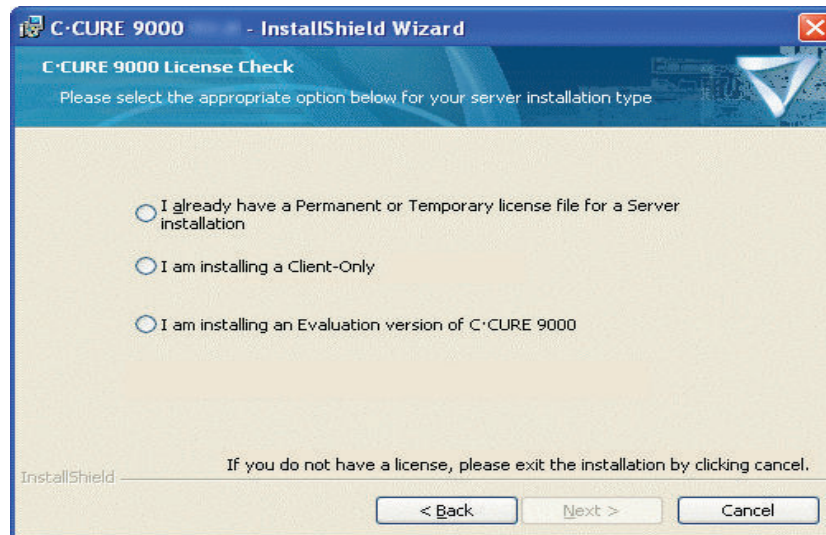 C·CURE 9000 - InstallShield Wizard
C·CURE 9000 License Check
Please select the appropriate option below for your server installation type
I already have a Permanent or Temporary license file for a Server
installation
I am installing a Client-Only
I am installing an Evaluation version of C·CURE 9000
If you do not have a license, please exit the installation by clicking cancel.
InstallShield
< Back Next > Cancel